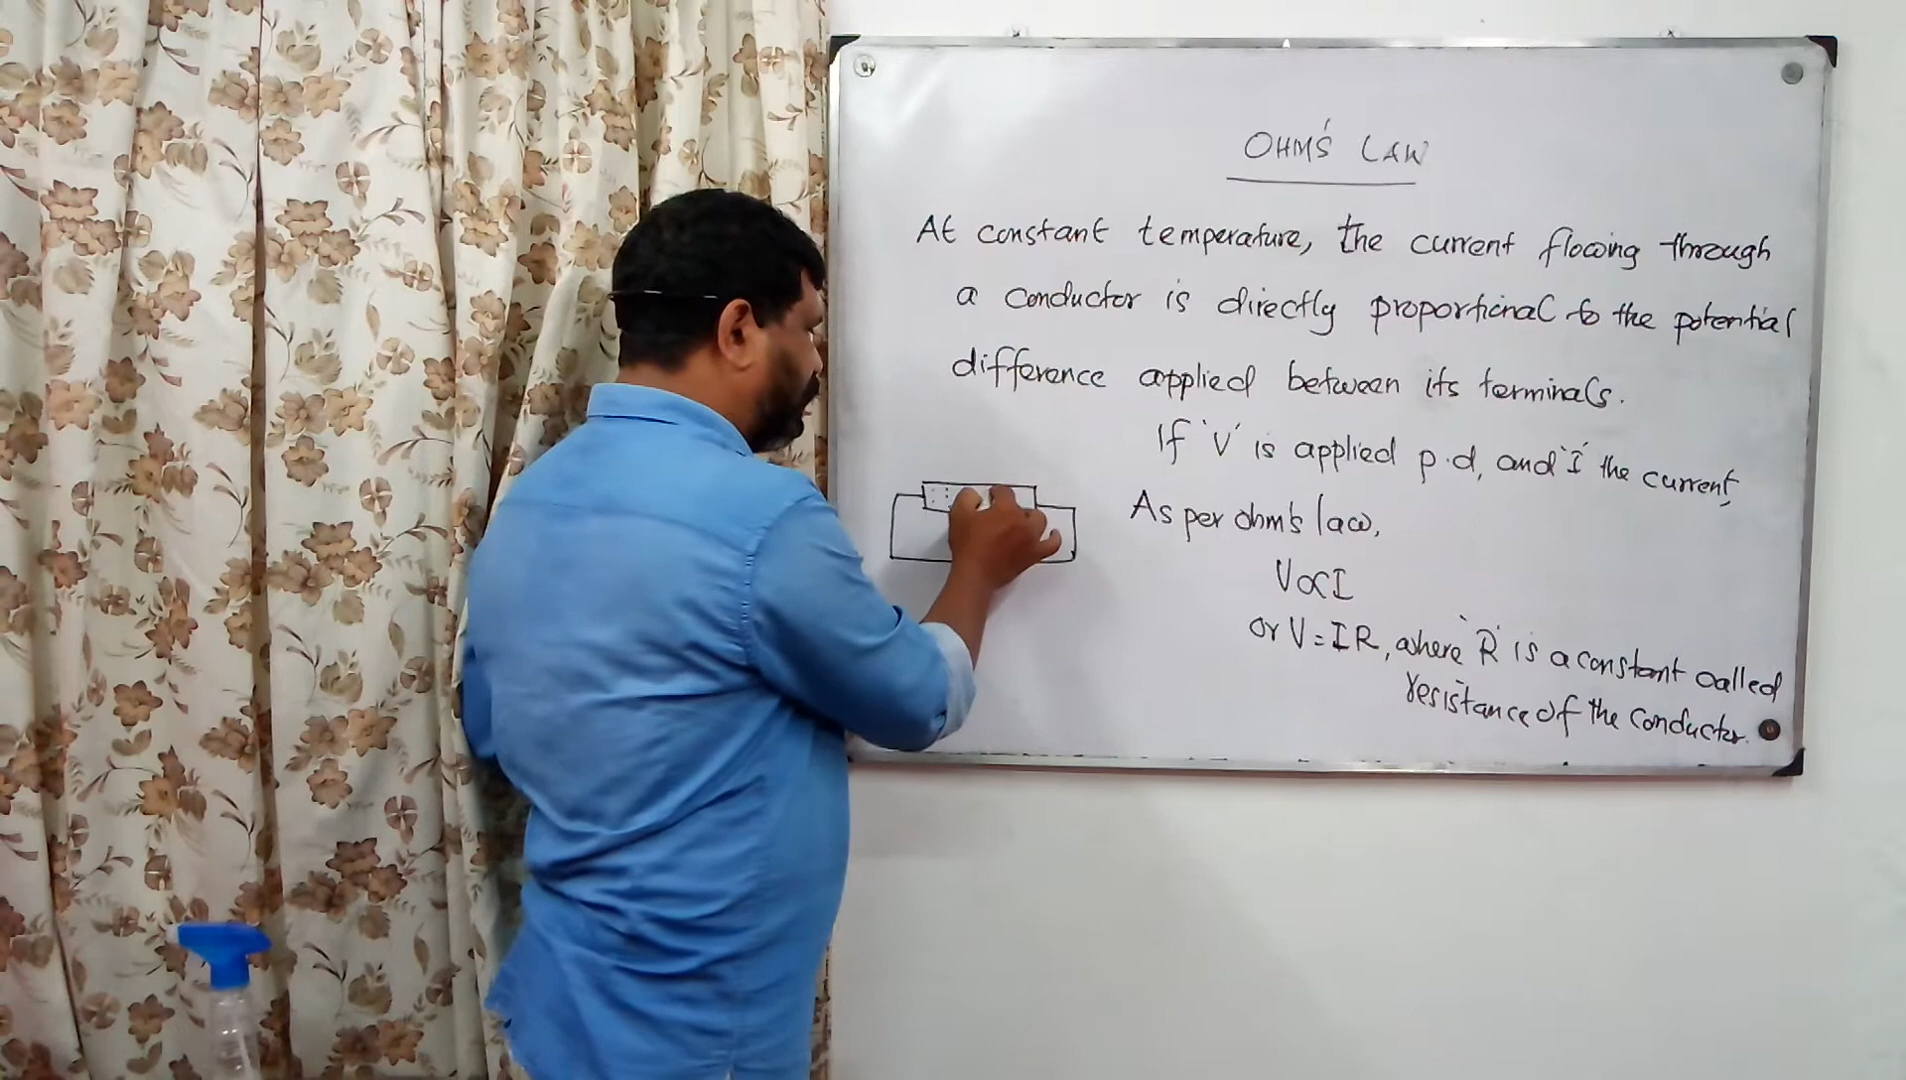 OHM'S LAW
At constant temperature, the current flowing through
a conductor is directly proportional to the potential
difference applied between its terminals.
If 'V' is applied p.d, and 'I' the current,
As per ohm's law,
V∝I
or V=IR, where 'R' is a constant called
resistance of the conductor.